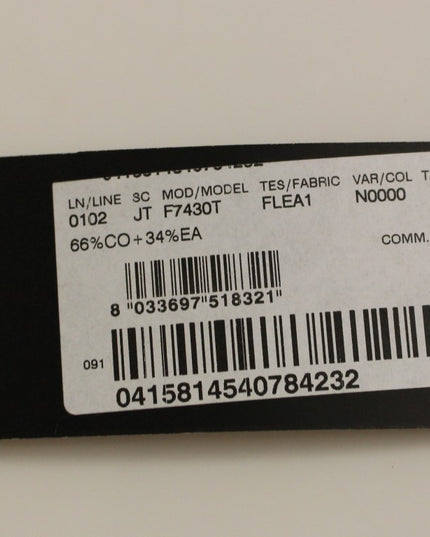 LN/LINE SC MOD/MODEL TES/FABRIC VAR/COL
0102 JT F7430T FLEA1 N0000
66%CO+34%EA
COMM.
8 "033697"518321"
091
0415814540784232